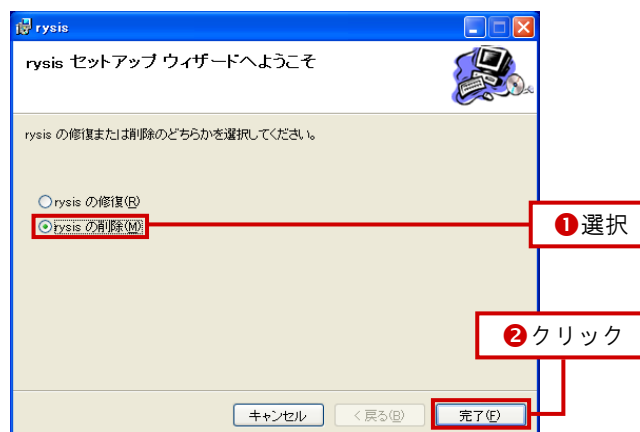 rysis
rysis セットアップ ウィザードへようこそ
rysis の修復または削除のどちらかを選択してください。
rysis の修復(R)
rysis の削除(M)
❶選択
❷クリック
キャンセル
< 戻る(B)
完了(F)